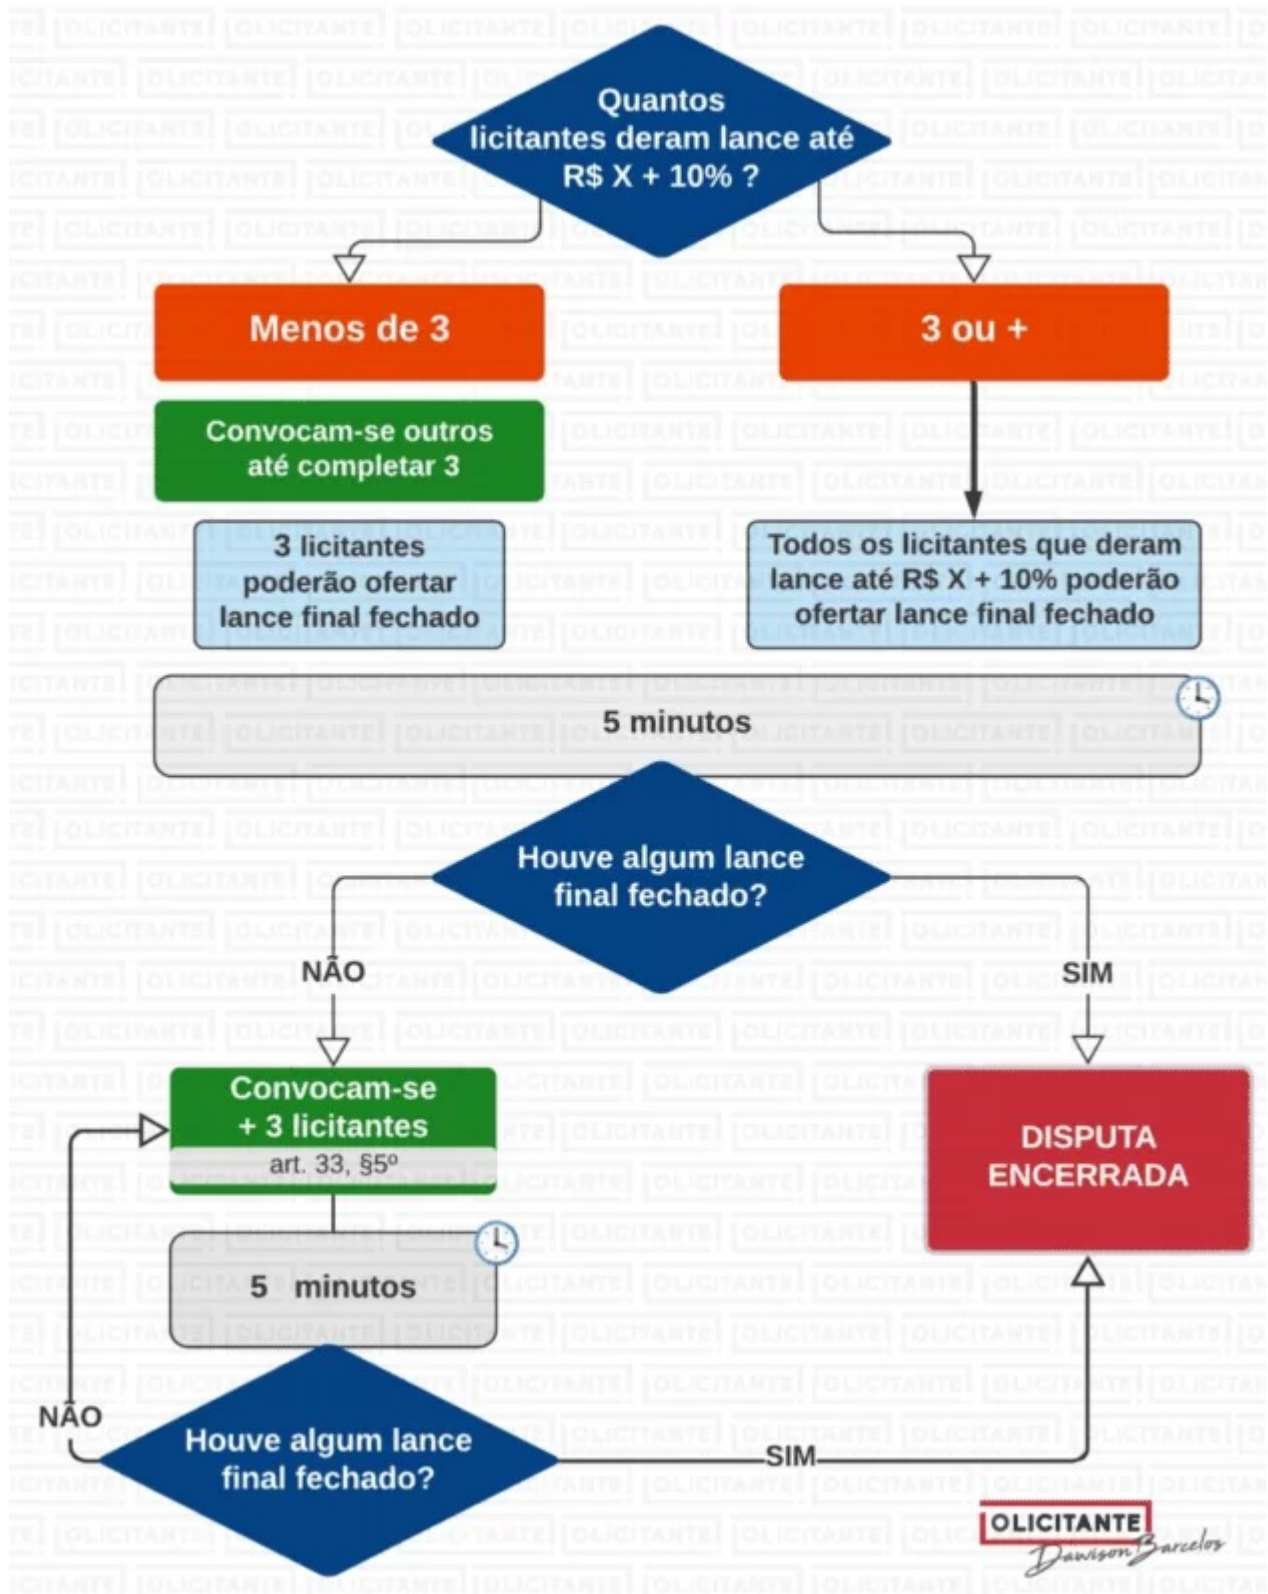 Quantos
licitantes deram lance até
R$ X + 10% ?
Menos de 3
3 ou +
Convocam-se outros
até completar 3
3 licitantes
poderão ofertar
lance final fechado
Todos os licitantes que deram
lance até R$ X + 10% poderão
ofertar lance final fechado
5 minutos
Houve algum lance
final fechado?
NÃO
SIM
Convocam-se
+ 3 licitantes
art. 33, §5º
DISPUTA
ENCERRADA
5 minutos
NÃO
Houve algum lance
final fechado?
SIM
OLICITANTE
Dawison Barcelos